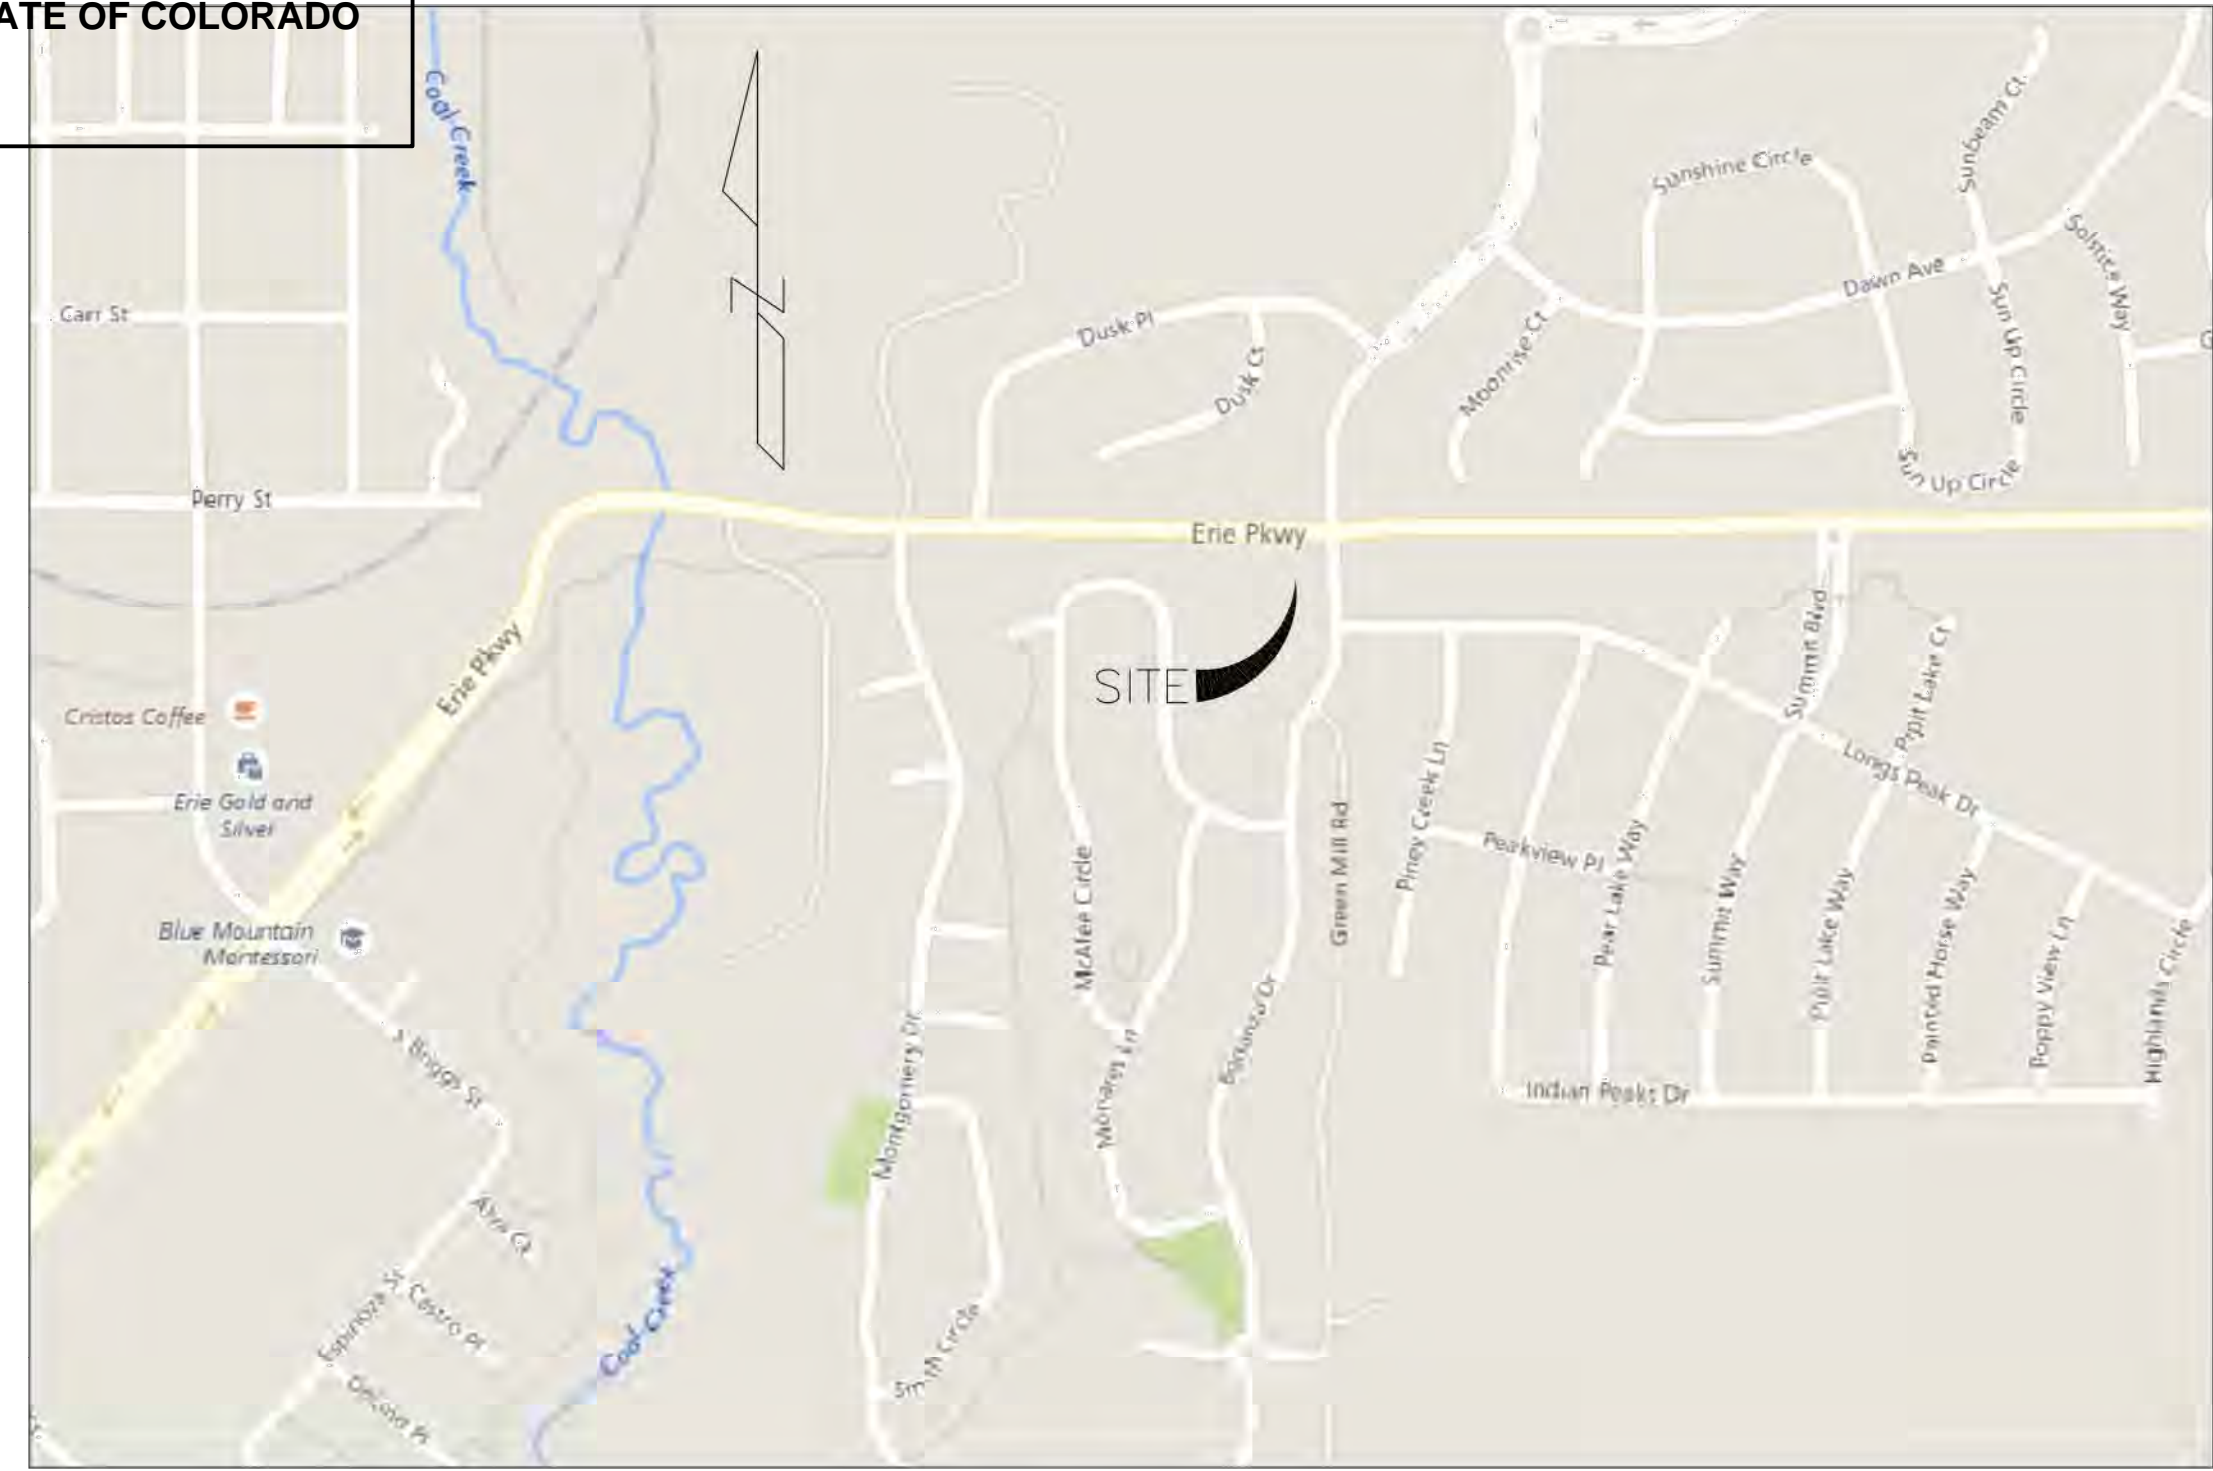 ATE OF COLORADO
Coal Creek
Sunbeam Ct
Sunshine Circle
Solstice Way
Dawn Ave
Carr St
Dusk Pl
Moonrise Ct
Sun Up Circle
Dusk Ct
N
Sun Up Circle
Perry St
Erie Pkwy
Erie Pkwy
SITE
Summit Blvd
Pipit Lake Ct
Cristos Coffee
Erie Gold and
Silver
Longs Peak Dr
Piney Creek Ln
Green Mill Rd
Peakview Pl
Pear Lake Way
Summit Way
Pipit Lake Way
Painted Horse Way
Poppy View Ln
Highlands Circle
McAfee Circle
Blue Mountain
Montessori
Bonanza Dr
Montgomery Dr
S Briggs St
Indian Peaks Dr
Espinoza St
Castro Pl
Smith Circle
Coal Creek